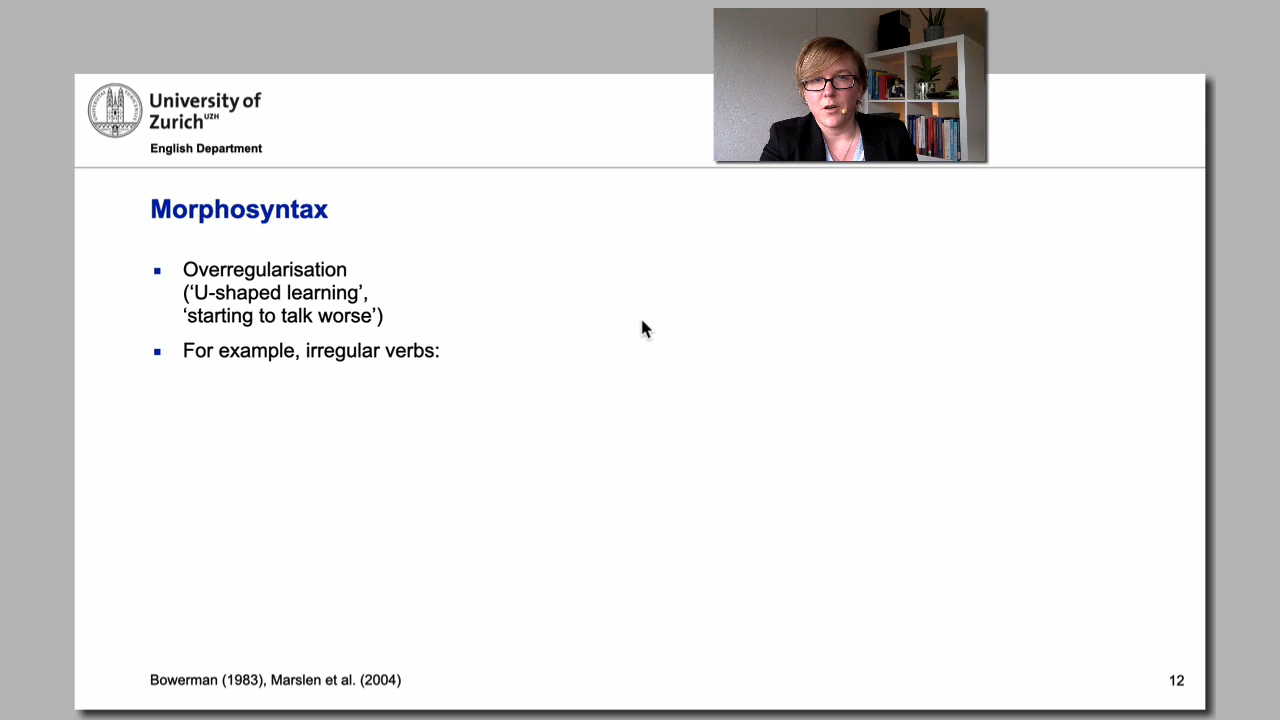 University of
Zurich UZH
English Department
Morphosyntax
▪ Overregularisation
(‘U-shaped learning’,
‘starting to talk worse’)
▪ For example, irregular verbs:
Bowerman (1983), Marslen et al. (2004)
12